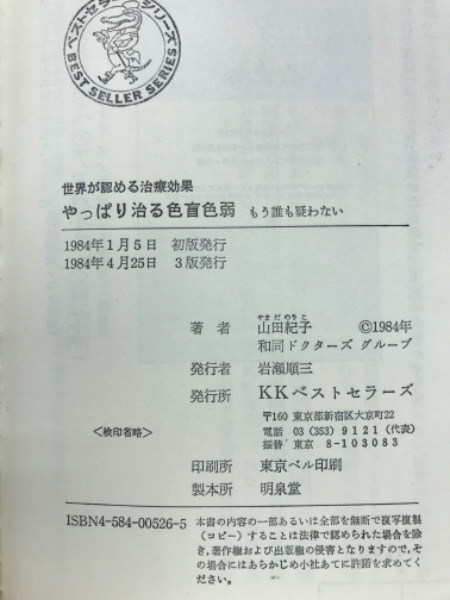 ベストセラーシリーズ
BEST SELLER SERIES
世界が認める治療効果
やっぱり治る色盲色弱 もう誰も疑わない
1984年1月5日 初版発行
1984年4月25日 3版発行
やまだのりこ
著者 山田紀子 ©1984年
和同ドクターズ グループ
発行者 岩瀬順三
発行所 KKベストセラーズ
〒160 東京都新宿区大京町22
電話 03 (353) 9121 (代表)
<検印省略> 振替 東京 8-103083
印刷所 東京ベル印刷
製本所 明泉堂
ISBN4-584-00526-5 本書の内容の一部あるいは全部を無断で複写複製
(コピー) することは法律で認められた場合を除
き,著作権および出版権の侵害となりますので,そ
の場合にはあらかじめ小社あてに許諾を求めてく
ださい。